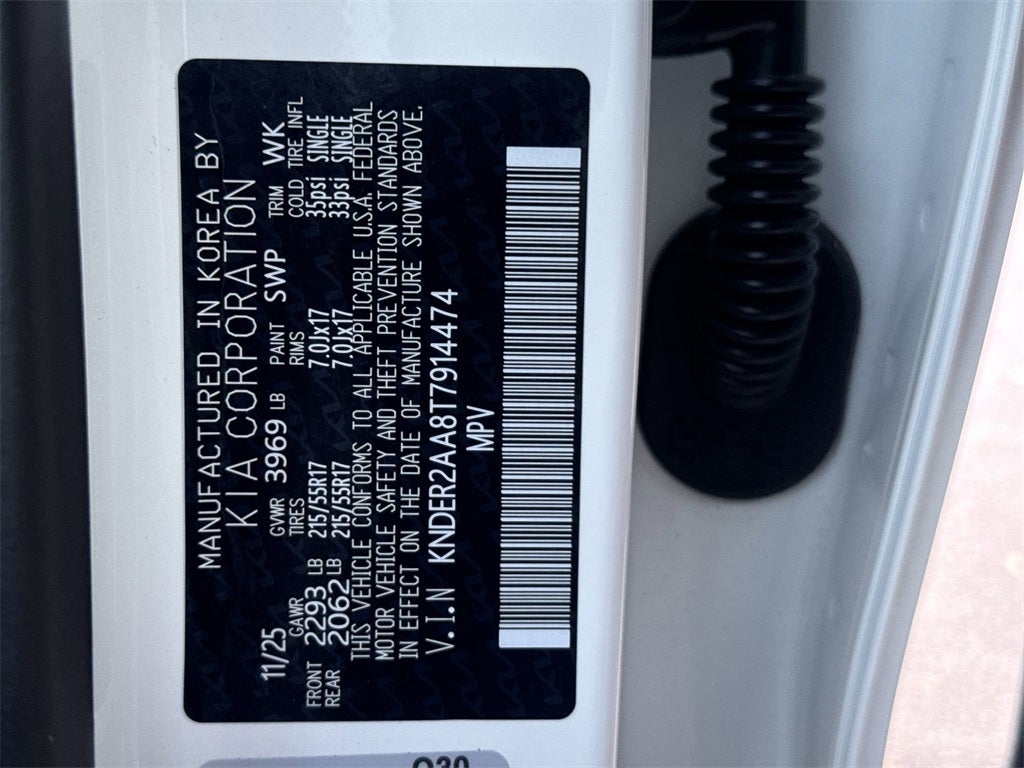 MANUFACTURED IN KOREA BY
KIA CORPORATION
11/25 GVWR 3969 LB PAINT SWP TRIM WK
GAWR TIRES RIMS COLD TIRE INFL
FRONT 2293 LB 215/55R17 7.0Jx17 35psi SINGLE
REAR 2062 LB 215/55R17 7.0Jx17 33psi SINGLE
THIS VEHICLE CONFORMS TO ALL APPLICABLE U.S.A. FEDERAL
MOTOR VEHICLE SAFETY AND THEFT PREVENTION STANDARDS
IN EFFECT ON THE DATE OF MANUFACTURE SHOWN ABOVE.
V.I.N KNDER2AA8T7914474
MPV